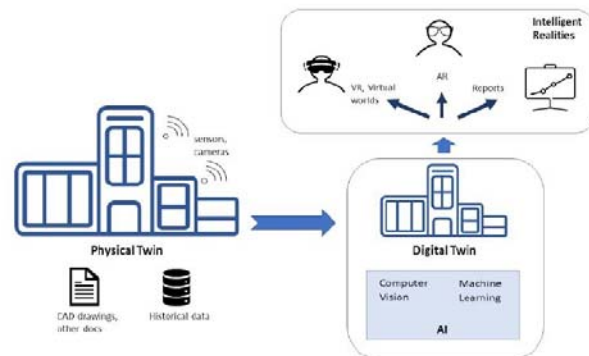 Intelligent
Realities
AR
VR, Virtual
worlds
Reports
sensors,
cameras
Physical Twin
Digital Twin
CAD drawings,
other docs
Historical data
Computer
Vision
Machine
Learning
AI